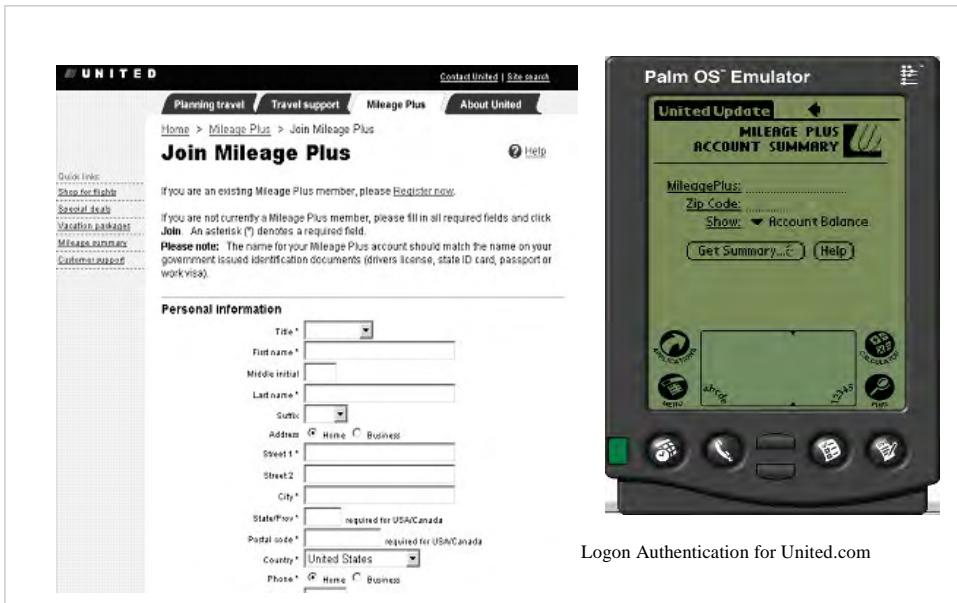 UNITED
Contact United | Site search
Planning travel Travel support Mileage Plus About United
Home > Mileage Plus > Join Mileage Plus
Join Mileage Plus
? Help
Quick links:
Shop for flights
Special deals
Vacation packages
Mileage summary
Customer support
If you are an existing Mileage Plus member, please Register now.
If you are not currently a Mileage Plus member, please fill in all required fields and click
Join. An asterisk (*) denotes a required field.
Please note: The name for your Mileage Plus account should match the name on your
government issued identification documents (drivers license, state ID card, passport or
work visa).
Personal Information
Title *
First name *
Middle initial
Last name *
Suffix
Address Home Business
Street 1 *
Street 2
City *
State/Prov * required for USA/Canada
Postal code * required for USA/Canada
Country * United States
Phone * Home Business
Palm OS™ Emulator
United Update
MILEAGE PLUS
ACCOUNT SUMMARY
MileagePlus:
Zip Code:
Show: Account Balance
Get Summary... Help
APPLICATIONS
CALCULATOR
MENU
abcde
12345
FIND
Logon Authentication for United.com